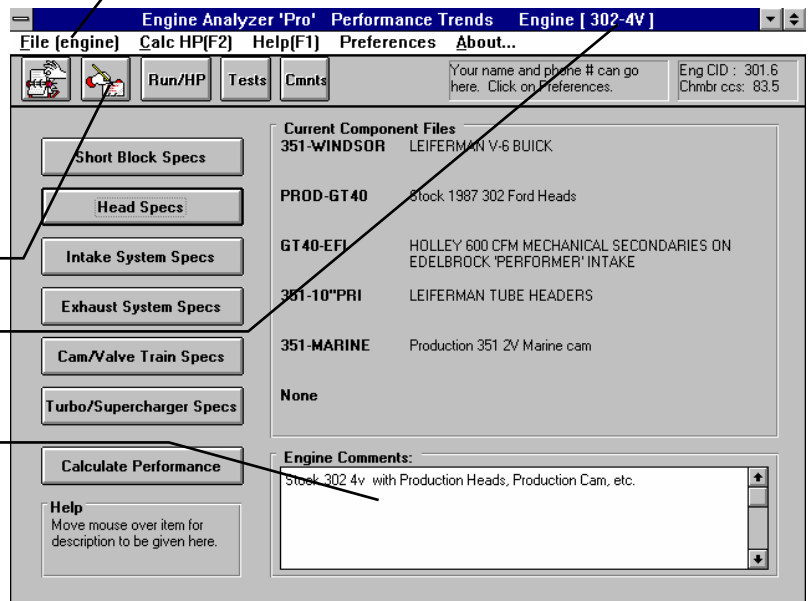 Engine Analyzer 'Pro'   Performance Trends    Engine [ 302-4V ]
File (engine)   Calc HP(F2)   Help(F1)   Preferences   About...
Run/HP   Tests   Cmnts
Your name and phone # can go
here.  Click on Preferences.
Eng CID :  301.6
Chmbr ccs:  83.5
Short Block Specs
Head Specs
Intake System Specs
Exhaust System Specs
Cam/Valve Train Specs
Turbo/Supercharger Specs
Calculate Performance
Help
Move mouse over item for
description to be given here.
Current Component Files
351-WINDSOR   LEIFERMAN V-6 BUICK
PROD-GT40   Stock 1987 302 Ford Heads
GT40-EFI   HOLLEY 600 CFM MECHANICAL SECONDARIES ON
EDELBROCK 'PERFORMER' INTAKE
351-10"PRI   LEIFERMAN TUBE HEADERS
351-MARINE   Production 351 2V Marine cam
None
Engine Comments:
Stock 302 4v  with Production Heads, Production Cam, etc.